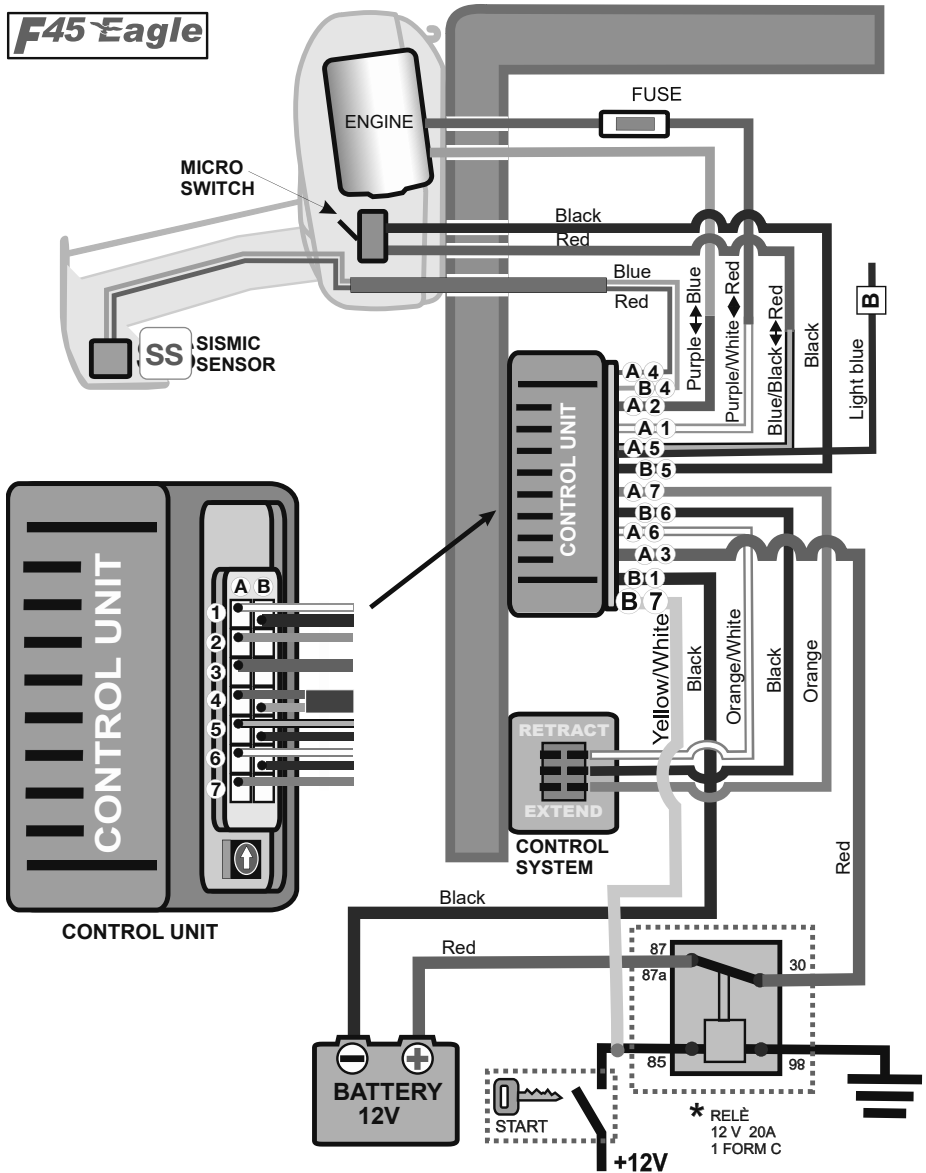 F45 Eagle
ENGINE
FUSE
MICRO
SWITCH
Black
Red
Blue
Red
SS
SISMIC
SENSOR
Purple Blue
Purple/White Red
Blue/Black Red
Black
Light blue
B
CONTROL UNIT
A 4
B 4
A 2
A 1
A 5
B 5
A 7
B 6
A 6
A 3
B 1
B 7
CONTROL UNIT
A B
1
2
3
4
5
6
7
CONTROL UNIT
Yellow/White
Black
Orange/White
Black
Orange
RETRACT
EXTEND
CONTROL
SYSTEM
Red
Black
Red
87
87a
30
85
86
BATTERY
12V
START
+12V
* RELÈ
12 V 20A
1 FORM C